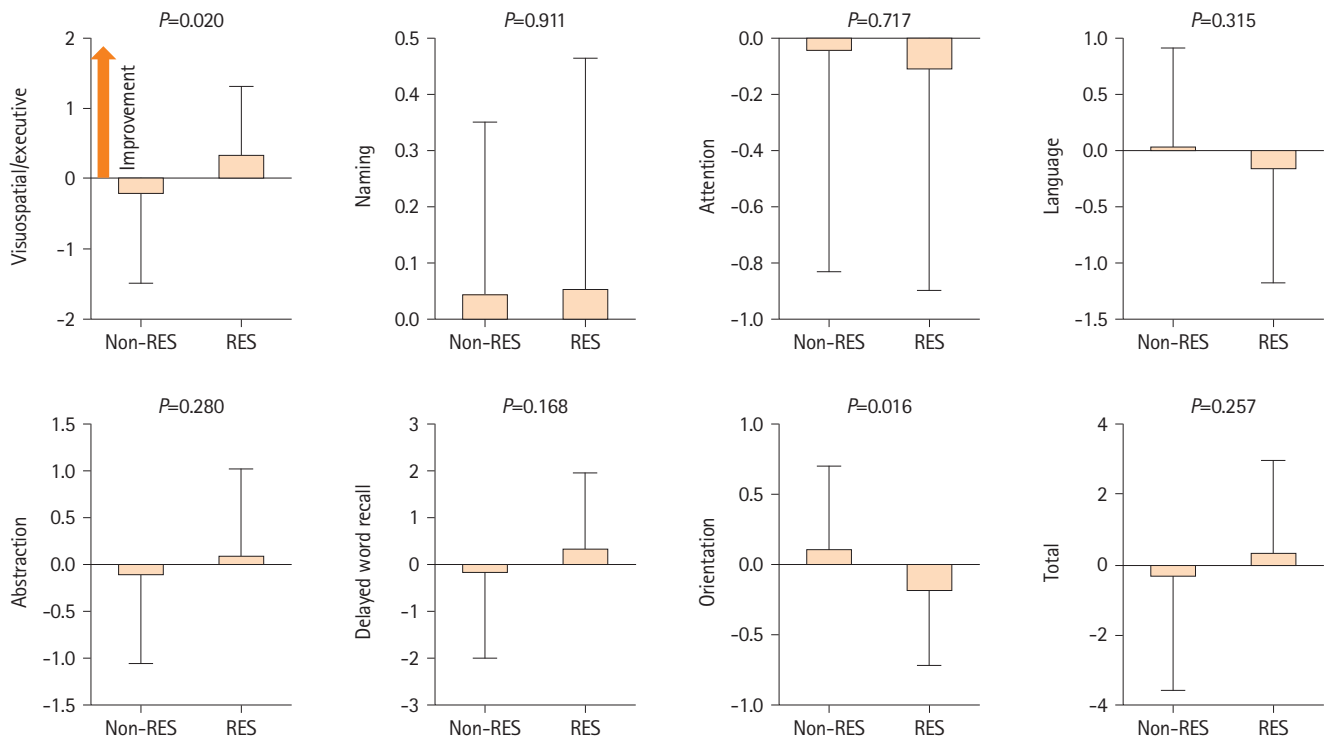 P=0.020
Visuospatial/executive
2
1
0
-1
-2
Improvement
Non-RES RES
P=0.911
Naming
0.5
0.4
0.3
0.2
0.1
0.0
Non-RES RES
P=0.717
Attention
0.0
-0.2
-0.4
-0.6
-0.8
-1.0
Non-RES RES
P=0.315
Language
1.0
0.5
0.0
-0.5
-1.0
-1.5
Non-RES RES
P=0.280
Abstraction
1.5
1.0
0.5
0.0
-0.5
-1.0
-1.5
Non-RES RES
P=0.168
Delayed word recall
3
2
1
0
-1
-2
-3
Non-RES RES
P=0.016
Orientation
1.0
0.5
0.0
-0.5
-1.0
Non-RES RES
P=0.257
Total
4
2
0
-2
-4
Non-RES RES